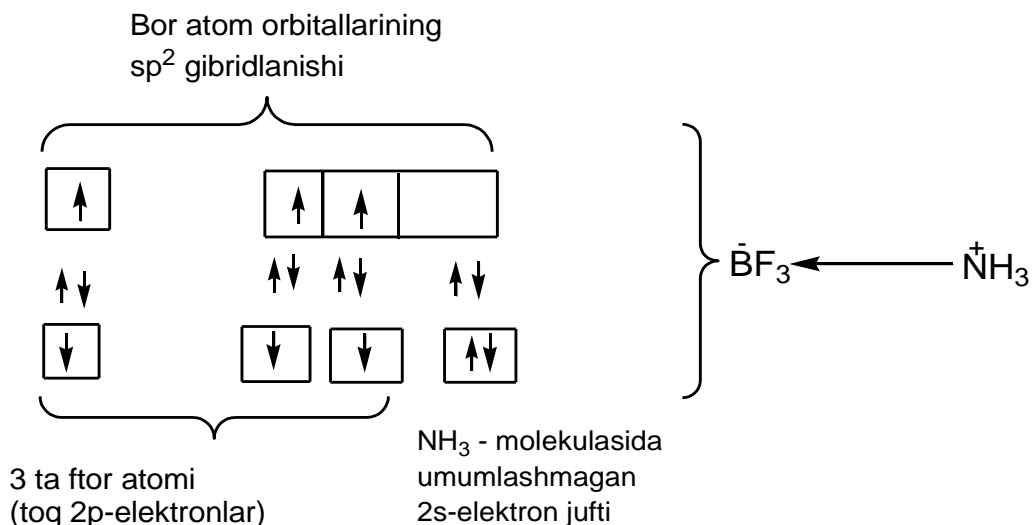 Bor atom orbitallarining
sp² gibridlanishi
B̄F₃ N⁺H₃
NH₃ - molekulasida
umumlashmagan
2s-elektron jufti
3 ta ftor atomi
(toq 2p-elektronlar)